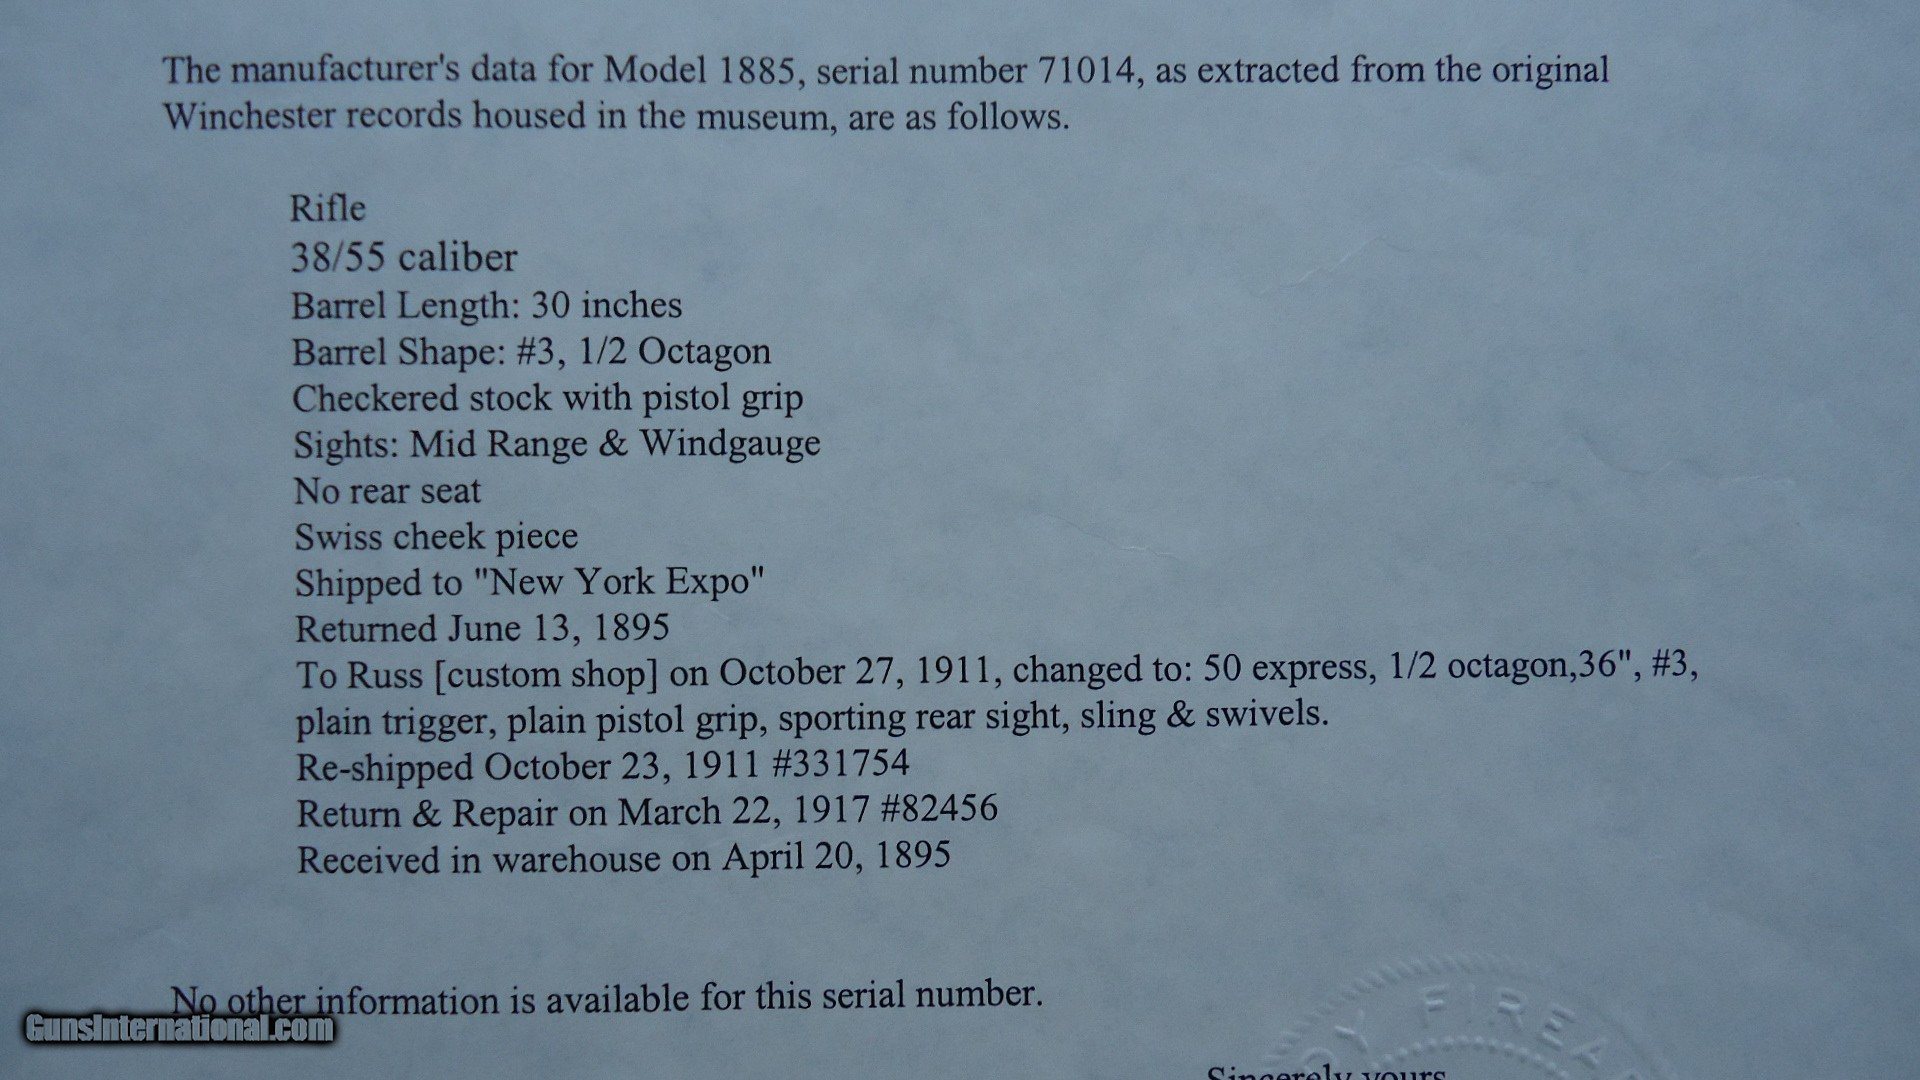 The manufacturer's data for Model 1885, serial number 71014, as extracted from the original
Winchester records housed in the museum, are as follows.
Rifle
38/55 caliber
Barrel Length: 30 inches
Barrel Shape: #3, 1/2 Octagon
Checkered stock with pistol grip
Sights: Mid Range & Windgauge
No rear seat
Swiss cheek piece
Shipped to "New York Expo"
Returned June 13, 1895
To Russ [custom shop] on October 27, 1911, changed to: 50 express, 1/2 octagon,36", #3,
plain trigger, plain pistol grip, sporting rear sight, sling & swivels.
Re-shipped October 23, 1911 #331754
Return & Repair on March 22, 1917 #82456
Received in warehouse on April 20, 1895
No other information is available for this serial number.
GunsInternational.com
Sincerely yours